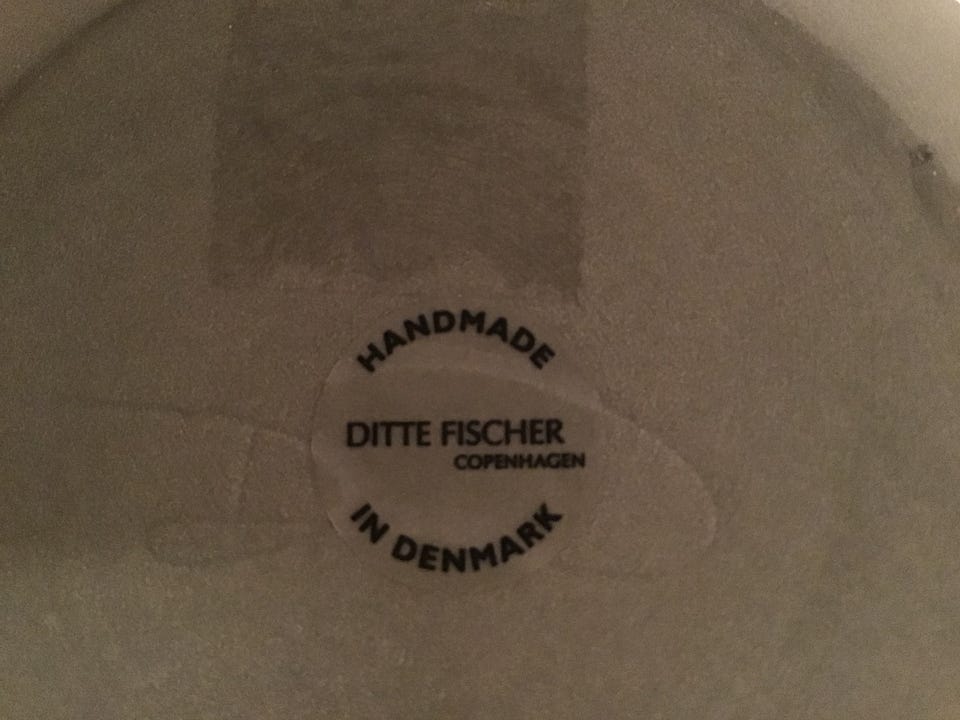 HANDMADE
DITTE FISCHER
COPENHAGEN
IN DENMARK